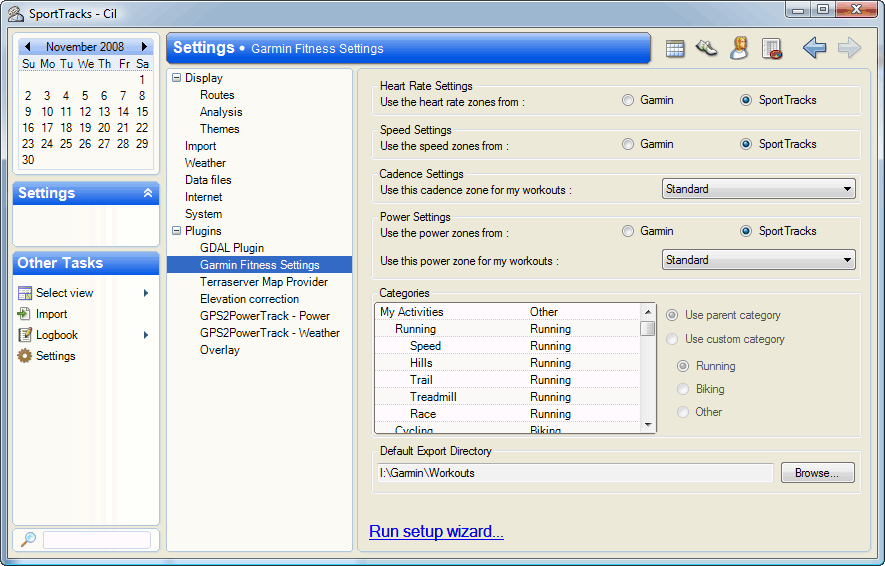 SportTracks - Cil
November 2008
Su Mo Tu We Th Fr Sa
1
2 3 4 5 6 7 8
9 10 11 12 13 14 15
16 17 18 19 20 21 22
23 24 25 26 27 28 29
30
Settings
Other Tasks
Select view
Import
Logbook
Settings
Settings • Garmin Fitness Settings
Display
Routes
Analysis
Themes
Import
Weather
Data files
Internet
System
Plugins
GDAL Plugin
Garmin Fitness Settings
Terraserver Map Provider
Elevation correction
GPS2PowerTrack - Power
GPS2PowerTrack - Weather
Overlay
Heart Rate Settings
Use the heart rate zones from : Garmin SportTracks
Speed Settings
Use the speed zones from : Garmin SportTracks
Cadence Settings
Use this cadence zone for my workouts : Standard
Power Settings
Use the power zones from : Garmin SportTracks
Use this power zone for my workouts : Standard
Categories
My Activities Other
Running Running
Speed Running
Hills Running
Trail Running
Treadmill Running
Race Running
Cycling Biking
Use parent category
Use custom category
Running
Biking
Other
Default Export Directory
I:\Garmin\Workouts Browse...
Run setup wizard...